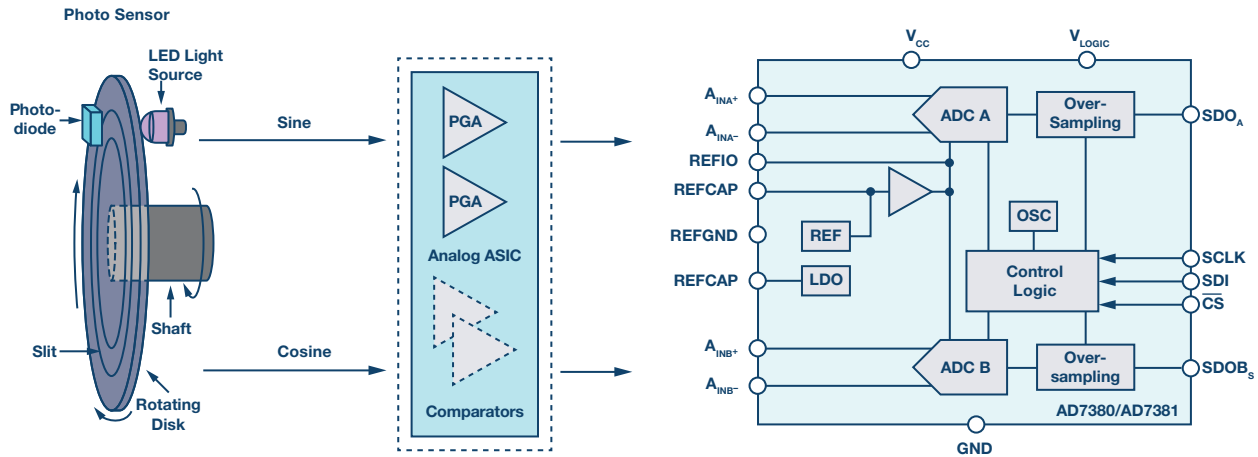 Photo Sensor
LED Light
Source
Photo-
diode
Sine
Cosine
Shaft
Slit
Rotating
Disk
PGA
PGA
Analog ASIC
Comparators
VCC
VLOGIC
AINA+
AINA−
REFIO
REFCAP
REFGND
REFCAP
AINB+
AINB−
ADC A
Over-
Sampling
SDOA
REF
LDO
OSC
Control
Logic
SCLK
SDI
CS
ADC B
Over-
sampling
SDOBS
AD7380/AD7381
GND